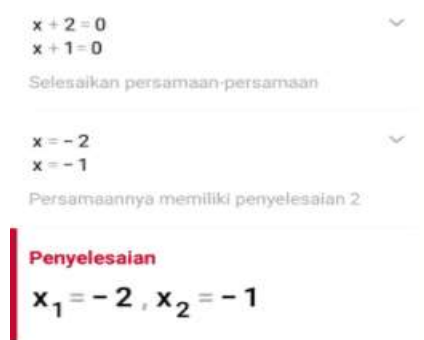 x + 2 = 0
x + 1 = 0
Selesaikan persamaan-persamaan
x = - 2
x = - 1
Persamaannya memiliki penyelesaian 2
Penyelesaian
x₁ = - 2 , x₂ = - 1